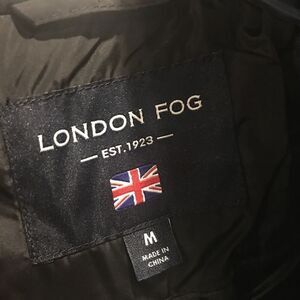 LONDON FOG
EST.1923
M
MADE IN
CHINA